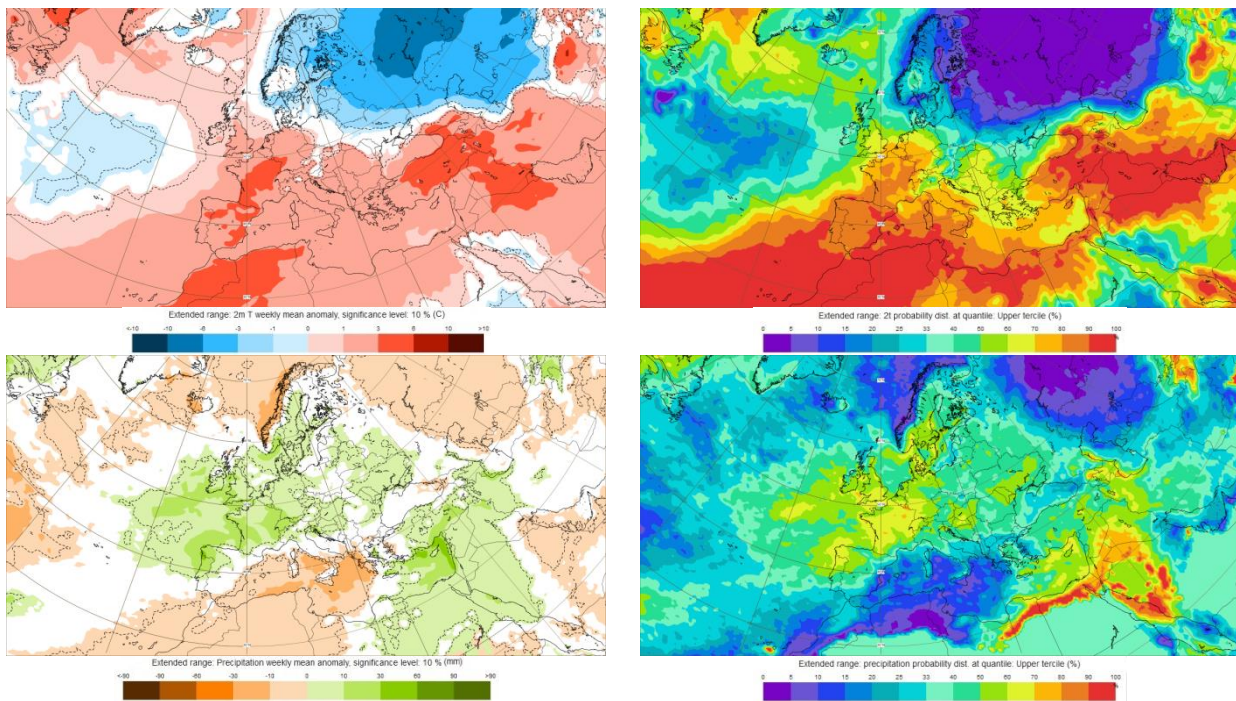 Extended range: 2m T weekly mean anomaly, significance level: 10 % (C)
<-10 -10 -6 -3 -1 0 1 3 6 10 >10
Extended range: 2t probability dist. at quantile: Upper tercile (%)
0 5 10 15 20 25 30 40 50 60 70 80 90 100
%
Extended range: Precipitation weekly mean anomaly, significance level: 10 % (mm)
<-90 -90 -60 -30 -10 0 10 30 60 90 >90
Extended range: precipitation probability dist. at quantile: Upper tercile (%)
0 5 10 15 20 25 33 40 50 60 70 80 90 100
%